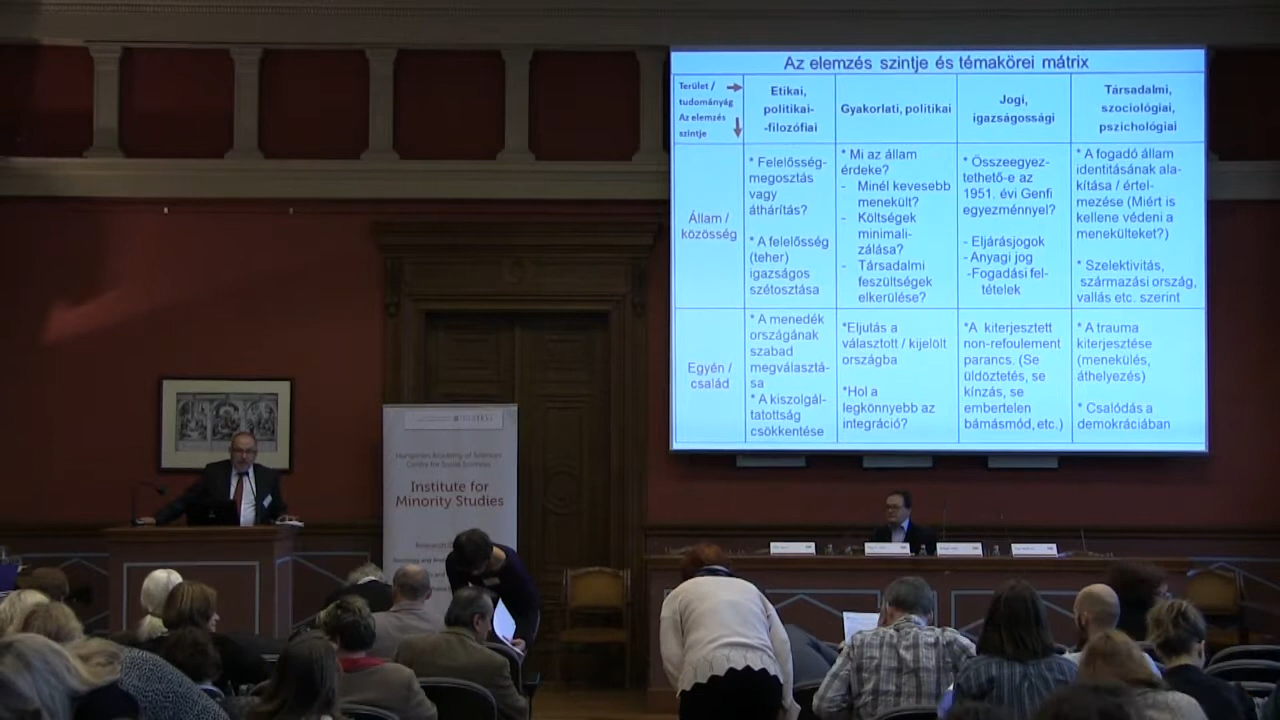 Az elemzés szintje és témakörei mátrix
Terület /
tudományág
Az elemzés
szintje
Etikai,
politikai-
-filozófiai
Gyakorlati, politikai
Jogi,
igazságossági
Társadalmi,
szociológiai,
pszichológiai
Állam /
közösség
* Felelősség-
megosztás
vagy
áthárítás?
* A felelősség
(teher)
igazságos
szétosztása
* Mi az állam
érdeke?
- Minél kevesebb
menekült?
- Költségek
minimali-
zálása?
- Társadalmi
feszültségek
elkerülése?
* Összeegyez-
tethető-e az
1951. évi Genfi
egyezménnyel?
- Eljárásjogok
- Anyagi jog
-Fogadási fel-
tételek
* A fogadó állam
identitásának ala-
kítása / értel-
mezése (Miért is
kellene védeni a
menekülteket?)
* Szelektivitás,
származási ország,
vallás etc. szerint
Egyén /
család
* A menedék
országának
szabad
megválasztá-
sa
* A kiszolgál-
tatottság
csökkentése
*Eljutás a
választott / kijelölt
országba
*Hol a
legkönnyebb az
integráció?
*A kiterjesztett
non-refoulement
parancs. (Se
üldöztetés, se
kínzás, se
embertelen
bámásmód, etc.)
* A trauma
kiterjesztése
(menekülés,
áthelyezés)
* Csalódás a
demokráciában
Hungarian Academy of Sciences
Centre for Social Sciences
Institute for
Minority Studies